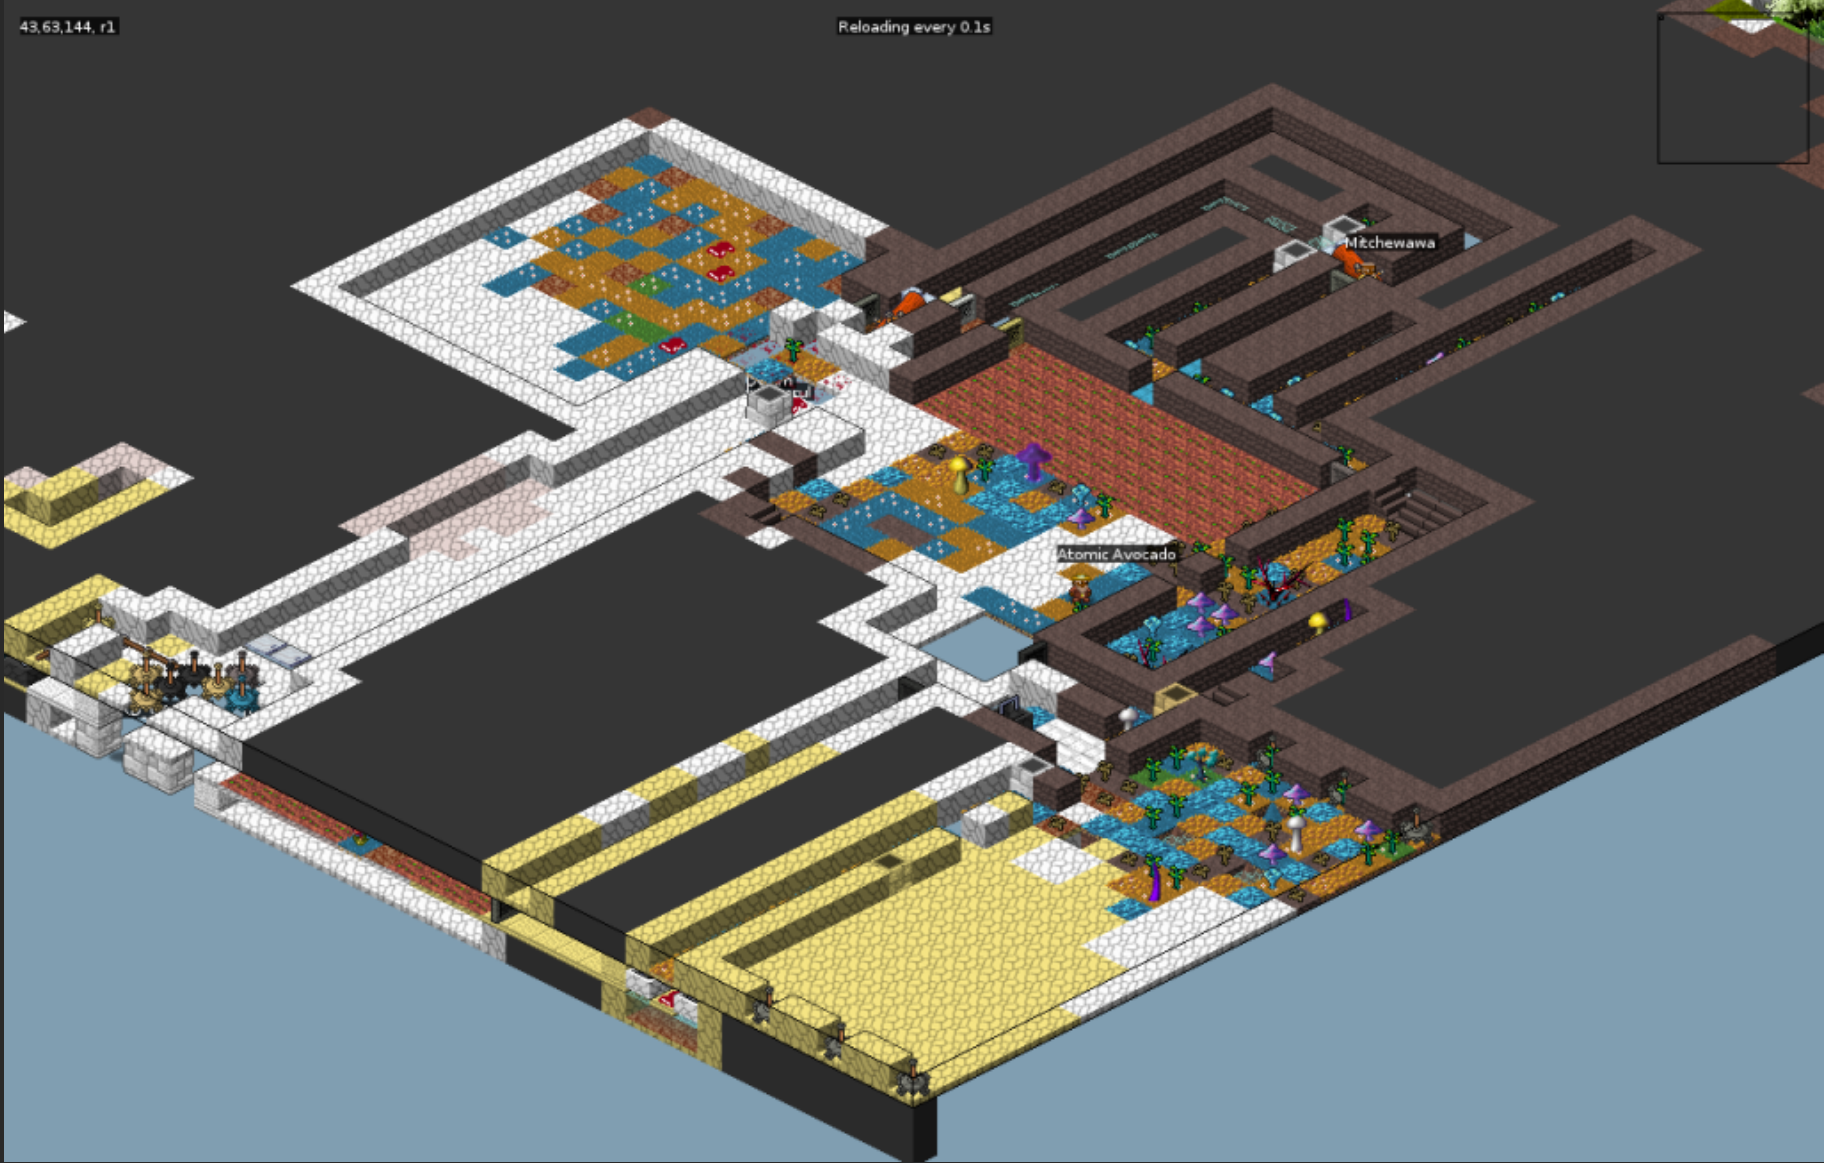 43,63,144, r1
Reloading every 0.1s
Mitchewawa
Atomic Avocado